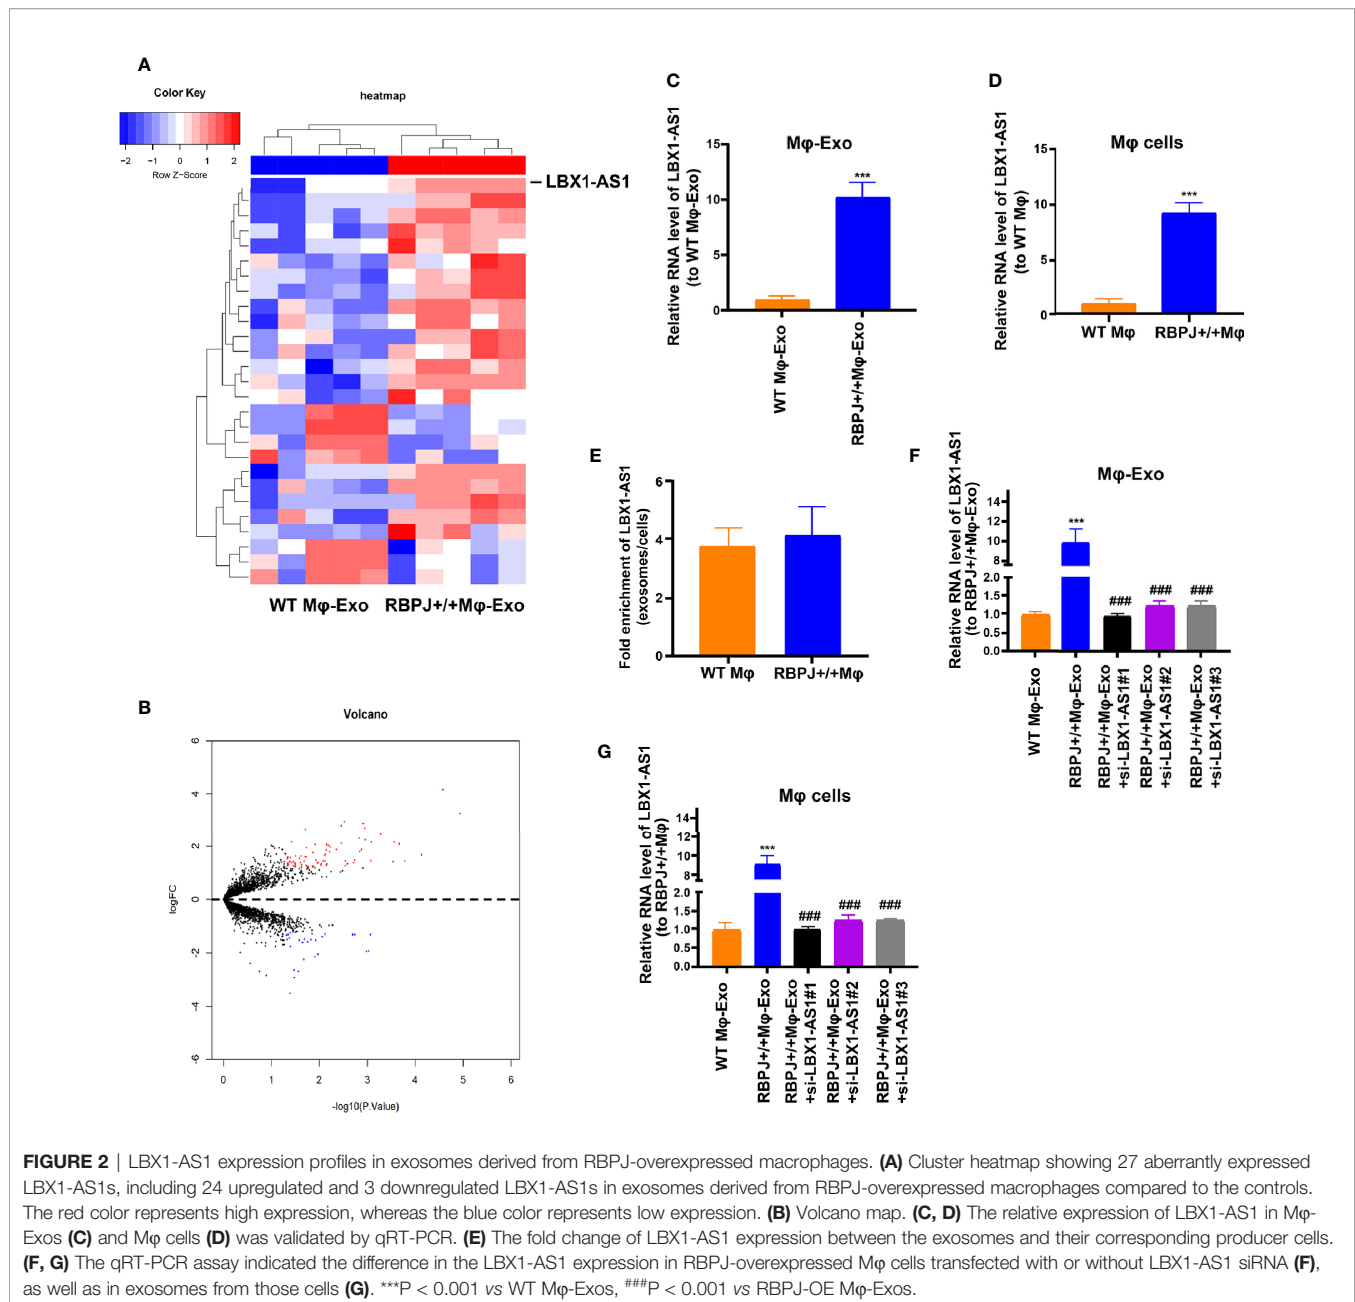 A
Color Key
−2 −1 0 1 2
Row Z-Score
heatmap
LBX1-AS1
WT Mφ-Exo RBPJ+/+Mφ-Exo
B
Volcano
logFC
6
4
2
0
-2
-4
-6
0 1 2 3 4 5 6
-log10(P.Value)
C
Mφ-Exo
Relative RNA level of LBX1-AS1
(to WT Mφ-Exo)
15
10
5
0
***
WT Mφ-Exo
RBPJ+/+Mφ-Exo
D
Mφ cells
Relative RNA level of LBX1-AS1
(to WT Mφ)
15
10
5
0
***
WT Mφ RBPJ+/+Mφ
E
Fold enrichment of LBX1-AS1
(exosomes/cells)
6
4
2
0
WT Mφ RBPJ+/+Mφ
F
Mφ-Exo
Relative RNA level of LBX1-AS1
(to RBPJ+/+Mφ-Exo)
14
12
10
8
2.0
1.5
1.0
0.5
0.0
***
### ### ###
WT Mφ-Exo
RBPJ+/+Mφ-Exo
RBPJ+/+Mφ-Exo
+si-LBX1-AS1#1
RBPJ+/+Mφ-Exo
+si-LBX1-AS1#2
RBPJ+/+Mφ-Exo
+si-LBX1-AS1#3
G
Mφ cells
Relative RNA level of LBX1-AS1
(to RBPJ+/+Mφ)
14
12
10
8
2.0
1.5
1.0
0.5
0.0
***
### ### ###
WT Mφ-Exo
RBPJ+/+Mφ-Exo
RBPJ+/+Mφ-Exo
+si-LBX1-AS1#1
RBPJ+/+Mφ-Exo
+si-LBX1-AS1#2
RBPJ+/+Mφ-Exo
+si-LBX1-AS1#3
FIGURE 2 | LBX1-AS1 expression profiles in exosomes derived from RBPJ-overexpressed macrophages. (A) Cluster heatmap showing 27 aberrantly expressed
LBX1-AS1s, including 24 upregulated and 3 downregulated LBX1-AS1s in exosomes derived from RBPJ-overexpressed macrophages compared to the controls.
The red color represents high expression, whereas the blue color represents low expression. (B) Volcano map. (C, D) The relative expression of LBX1-AS1 in Mφ-
Exos (C) and Mφ cells (D) was validated by qRT-PCR. (E) The fold change of LBX1-AS1 expression between the exosomes and their corresponding producer cells.
(F, G) The qRT-PCR assay indicated the difference in the LBX1-AS1 expression in RBPJ-overexpressed Mφ cells transfected with or without LBX1-AS1 siRNA (F),
as well as in exosomes from those cells (G). ***P < 0.001 vs WT Mφ-Exos, ###P < 0.001 vs RBPJ-OE Mφ-Exos.